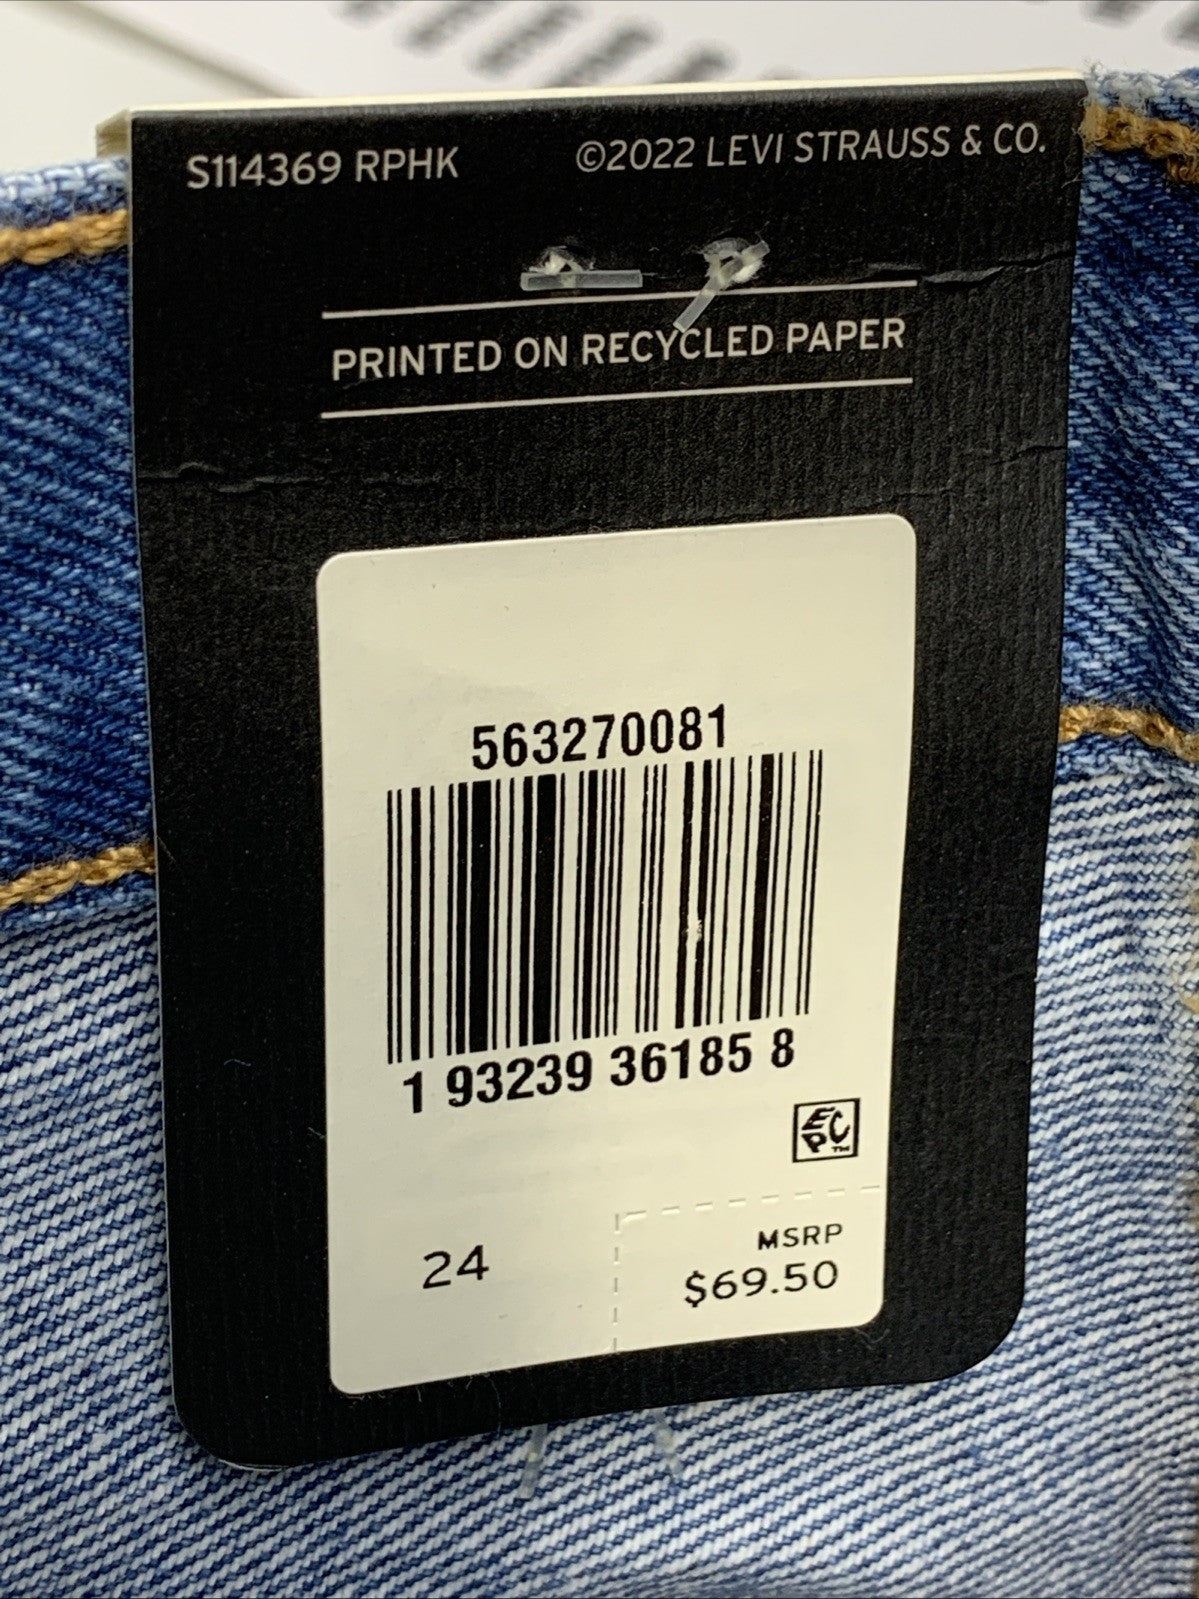 S114369 RPHK ©2022 LEVI STRAUSS & CO.
PRINTED ON RECYCLED PAPER
563270081
1 93239 36185 8
EPC™
24
MSRP
$69.50